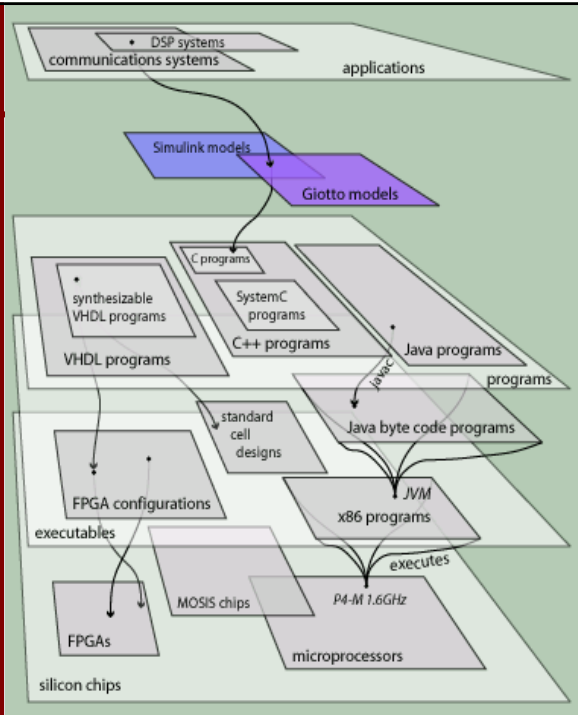 DSP systems
communications systems
applications
Simulink models
Giotto models
C programs
SystemC
programs
C++ programs
synthesizable
VHDL programs
VHDL programs
Java programs
programs
javac
Java byte code programs
standard
cell
designs
FPGA configurations
JVM
x86 programs
executables
executes
MOSIS chips
P4-M 1.6GHz
FPGAs
microprocessors
silicon chips